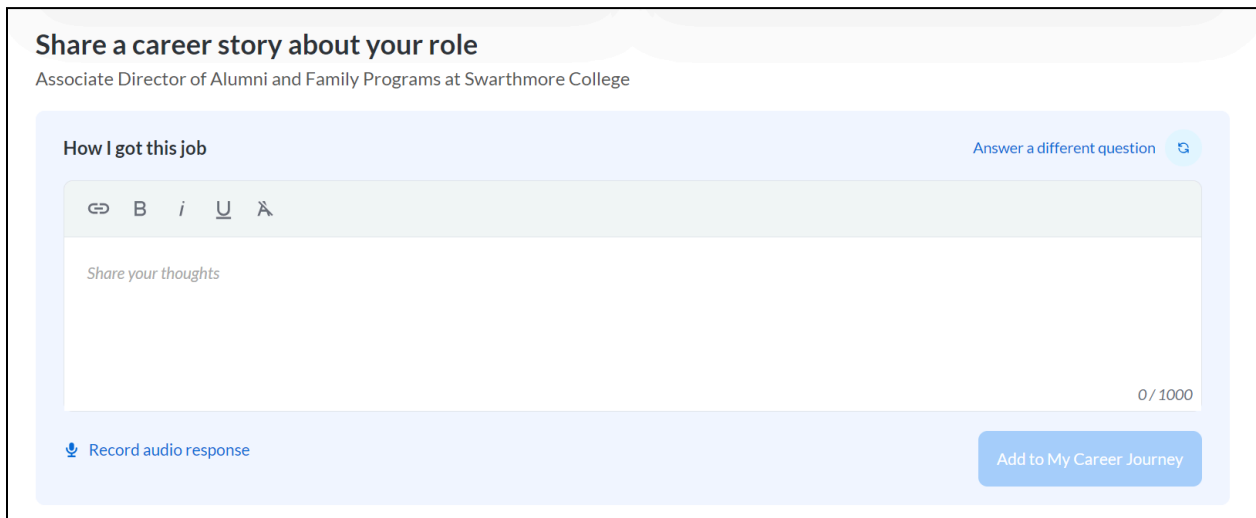 Share a career story about your role
Associate Director of Alumni and Family Programs at Swarthmore College
How I got this job
Answer a different question
B i U A
Share your thoughts
0 / 1000
Record audio response
Add to My Career Journey